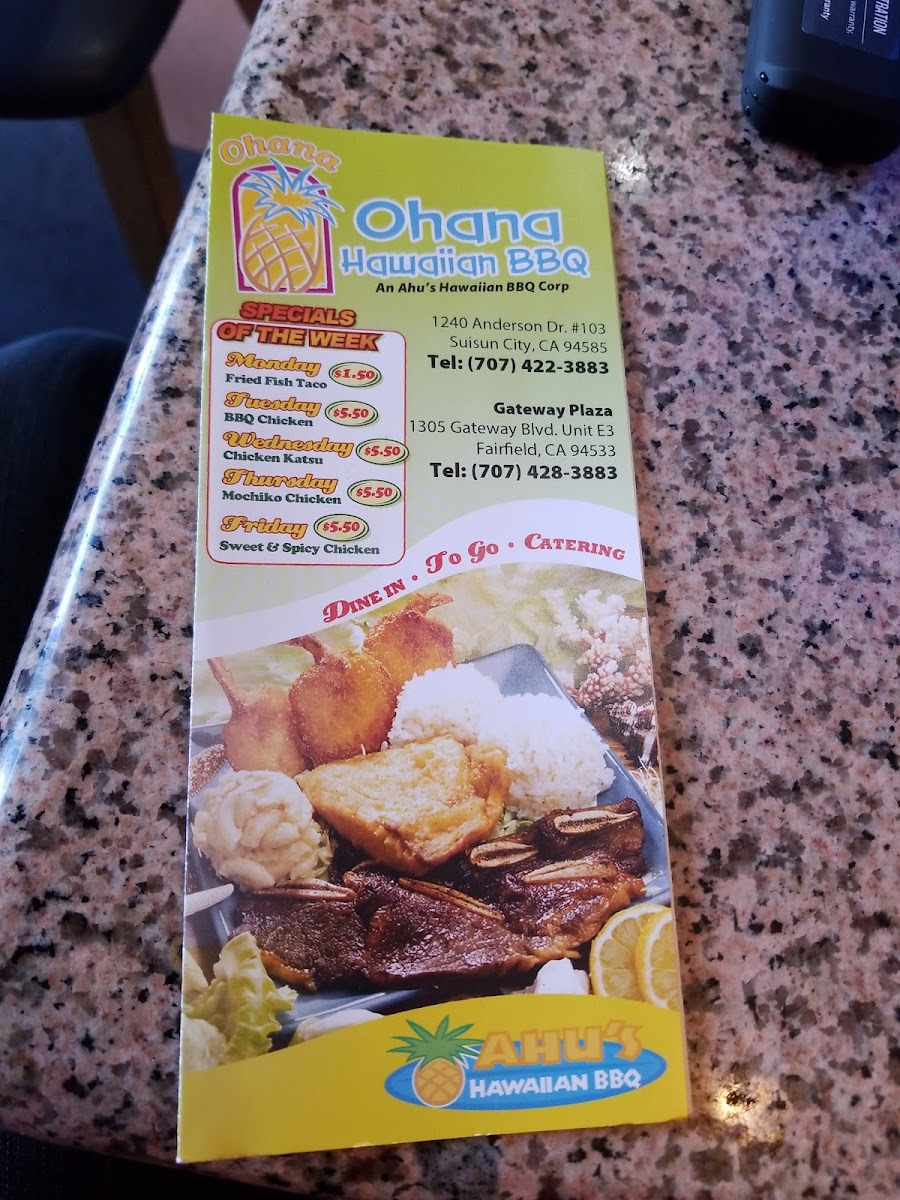 TRATION
warranty.
rranty
Ohana
Ohana
Hawaiian BBQ
An Ahu's Hawaiian BBQ Corp
SPECIALS
OF THE WEEK
Monday $1.50
Fried Fish Taco
Tuesday $5.50
BBQ Chicken
Wednesday $5.50
Chicken Katsu
Thursday
Mochiko Chicken $5.50
Friday $5.50
Sweet & Spicy Chicken
1240 Anderson Dr. #103
Suisun City, CA 94585
Tel: (707) 422-3883
Gateway Plaza
1305 Gateway Blvd. Unit E3
Fairfield, CA 94533
Tel: (707) 428-3883
DINE IN • TO GO • CATERING
AHU'S
HAWAIIAN BBQ